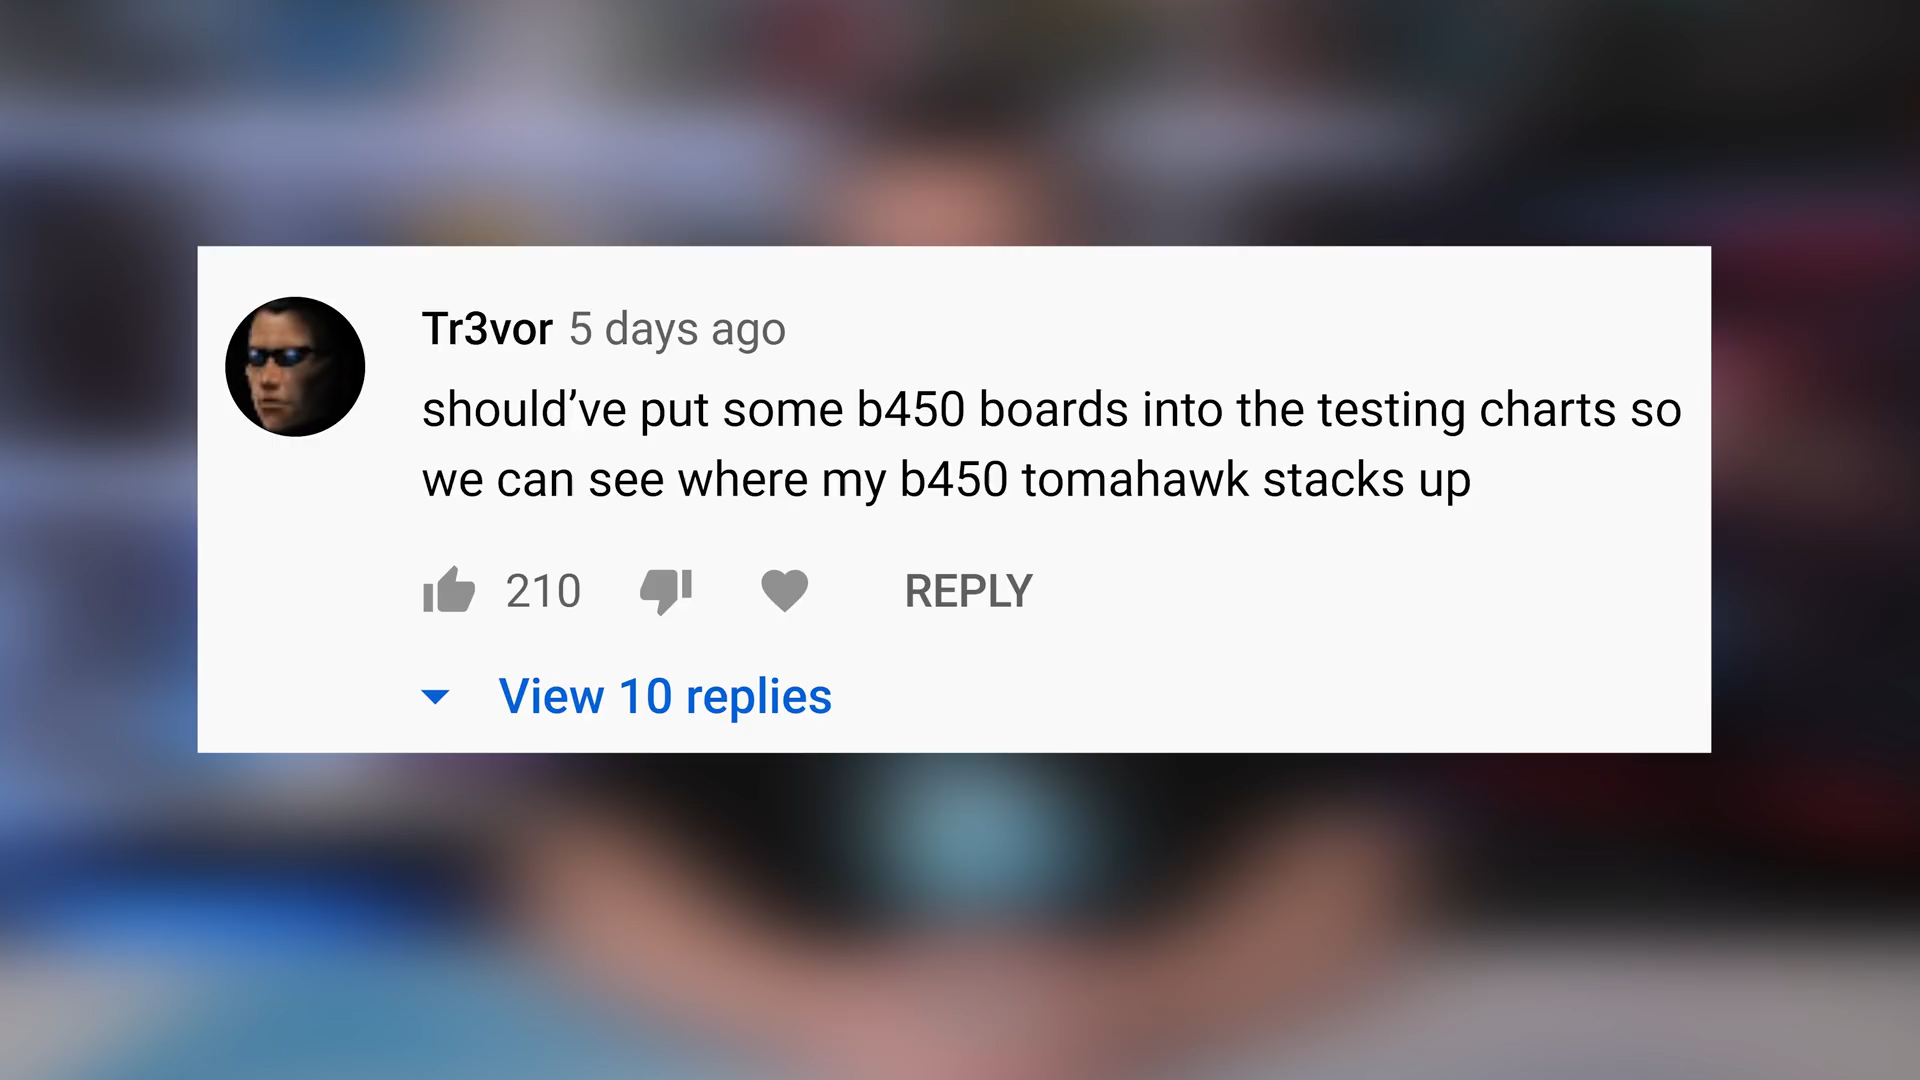 Tr3vor 5 days ago
should’ve put some b450 boards into the testing charts so
we can see where my b450 tomahawk stacks up
210 REPLY
View 10 replies